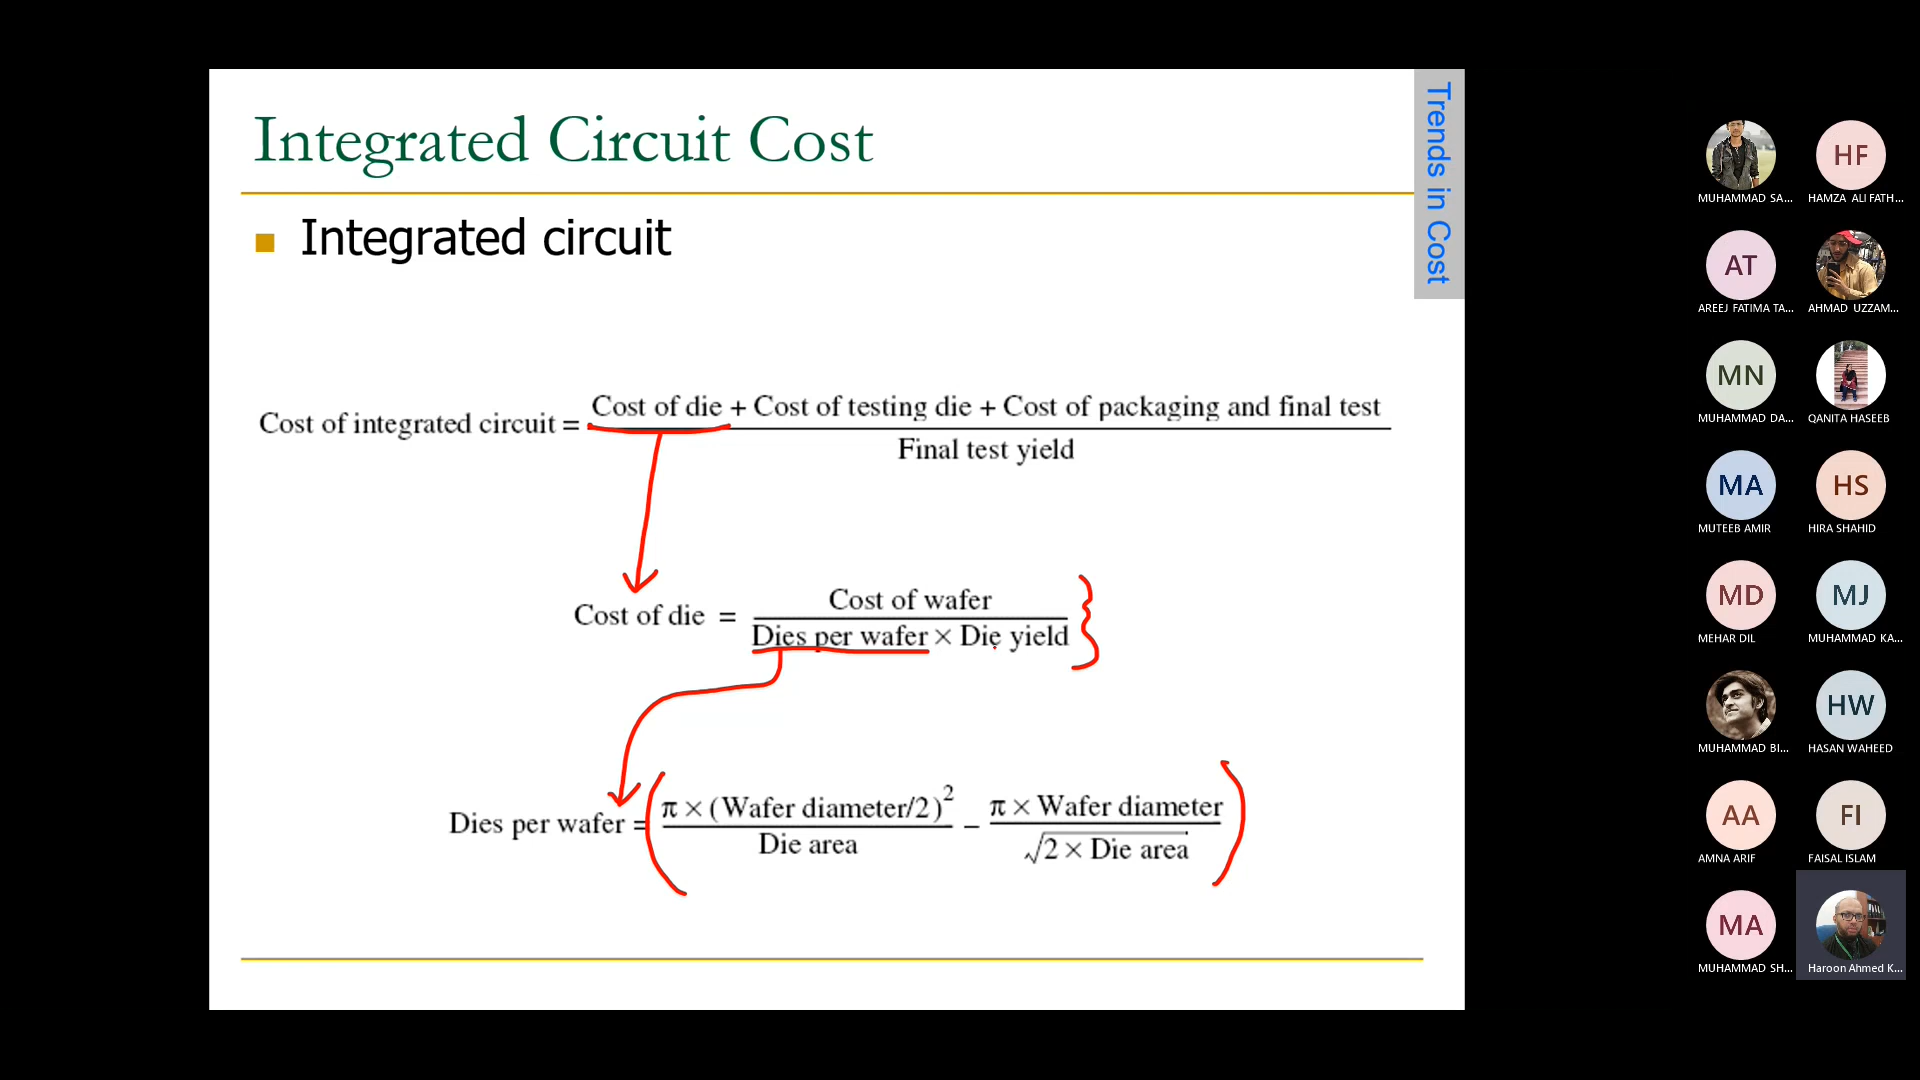 Integrated Circuit Cost
Trends in Cost
■ Integrated circuit
Cost of integrated circuit = Cost of die + Cost of testing die + Cost of packaging and final test
Final test yield
Cost of die = Cost of wafer
Dies per wafer × Die yield
Dies per wafer = π × (Wafer diameter/2)² − π × Wafer diameter
Die area √2 × Die area
MUHAMMAD SA...
HAMZA ALI FATH...
HF
AT
AREEJ FATIMA TA...
AHMAD UZZAM...
MN
MUHAMMAD DA...
QANITA HASEEB
MA
HS
MUTEEB AMIR
HIRA SHAHID
MD
MJ
MEHAR DIL
MUHAMMAD KA...
HW
MUHAMMAD BI...
HASAN WAHEED
AA
FI
AMNA ARIF
FAISAL ISLAM
MA
MUHAMMAD SH...
Haroon Ahmed K...